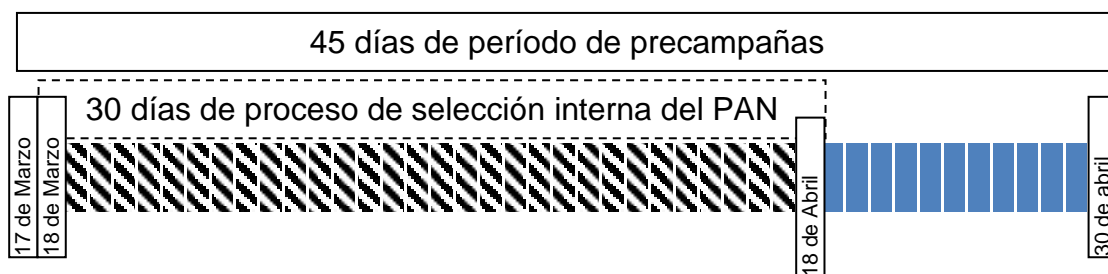 45 días de período de precampañas
30 días de proceso de selección interna del PAN
17 de Marzo
18 de Marzo
18 de Abril
30 de abril